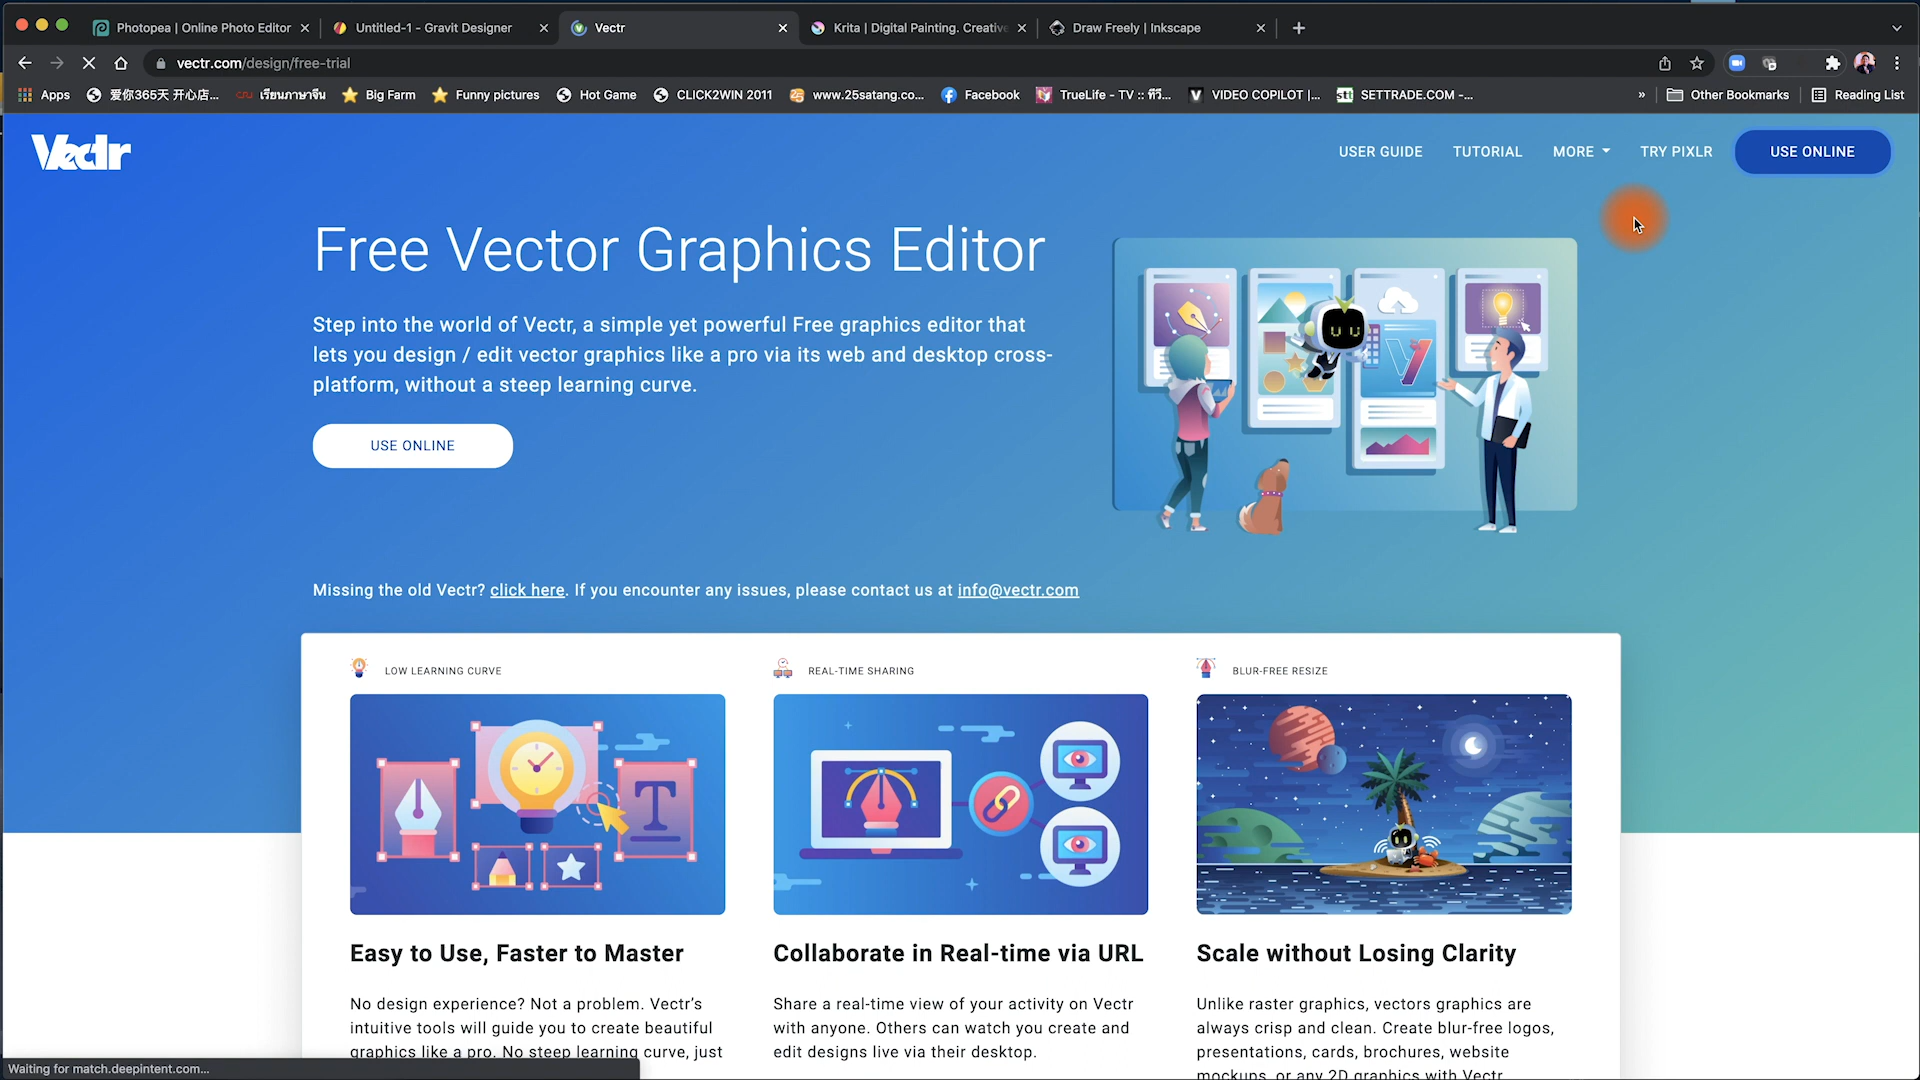 Photopea | Online Photo Editor
Untitled-1 - Gravit Designer
Vectr
Krita | Digital Painting. Creative
Draw Freely | Inkscape
vectr.com/design/free-trial
Apps
爱你365天 开心店...
เรียนภาษาจีน
Big Farm
Funny pictures
Hot Game
CLICK2WIN 2011
www.25satang.co...
Facebook
TrueLife - TV :: ทีวี...
VIDEO COPILOT |...
stt
SETTRADE.COM -...
»
Other Bookmarks
Reading List
Vectr
USER GUIDE
TUTORIAL
MORE
TRY PIXLR
USE ONLINE
Free Vector Graphics Editor
Step into the world of Vectr, a simple yet powerful Free graphics editor that
lets you design / edit vector graphics like a pro via its web and desktop cross-
platform, without a steep learning curve.
USE ONLINE
Missing the old Vectr? click here. If you encounter any issues, please contact us at info@vectr.com
LOW LEARNING CURVE
T
Easy to Use, Faster to Master
No design experience? Not a problem. Vectr's
intuitive tools will guide you to create beautiful
graphics like a pro. No steep learning curve, just
REAL-TIME SHARING
Collaborate in Real-time via URL
Share a real-time view of your activity on Vectr
with anyone. Others can watch you create and
edit designs live via their desktop.
BLUR-FREE RESIZE
Scale without Losing Clarity
Unlike raster graphics, vectors graphics are
always crisp and clean. Create blur-free logos,
presentations, cards, brochures, website
mockups, or any 2D graphics with Vectr
Waiting for match.deepintent.com...